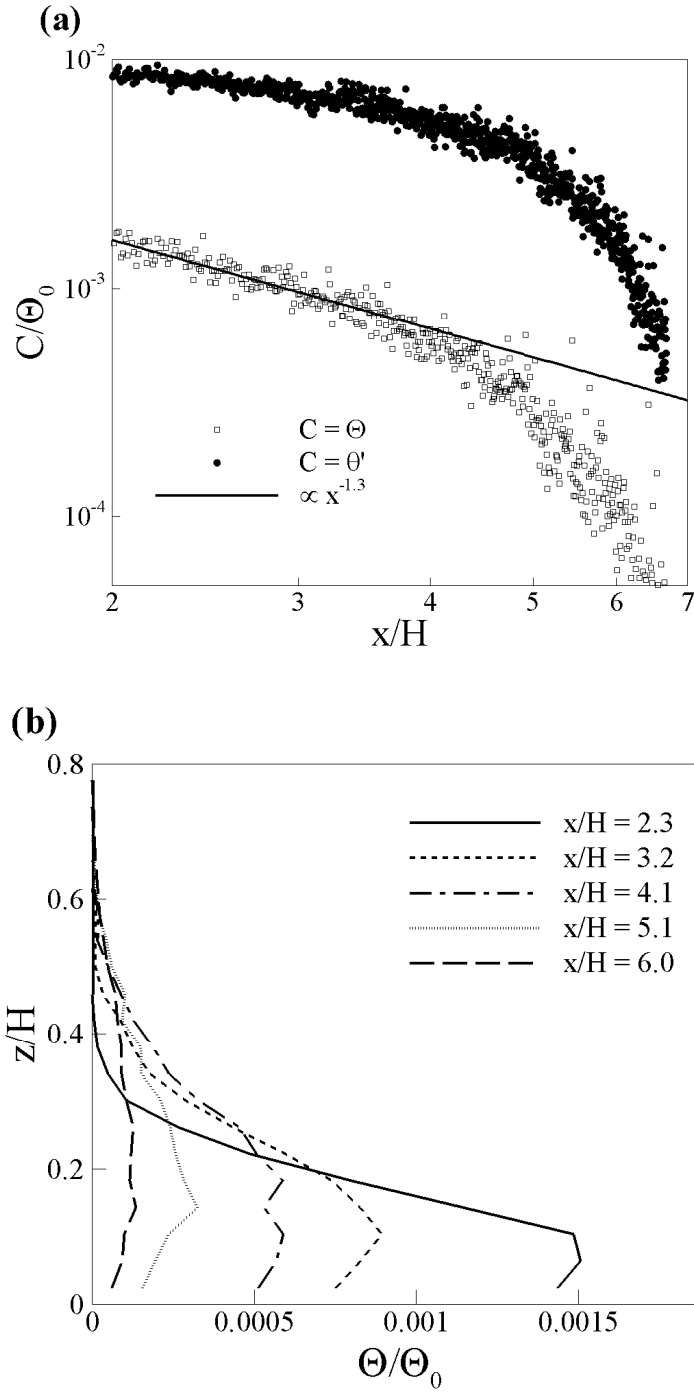 (a)
10⁻²
10⁻³
10⁻⁴
C/Θ₀
C = Θ
C = θ'
∝ x⁻¹·³
2 3 4 5 6 7
x/H
(b)
0.8
0.6
0.4
0.2
0
z/H
x/H = 2.3
x/H = 3.2
x/H = 4.1
x/H = 5.1
x/H = 6.0
0 0.0005 0.001 0.0015
Θ/Θ₀